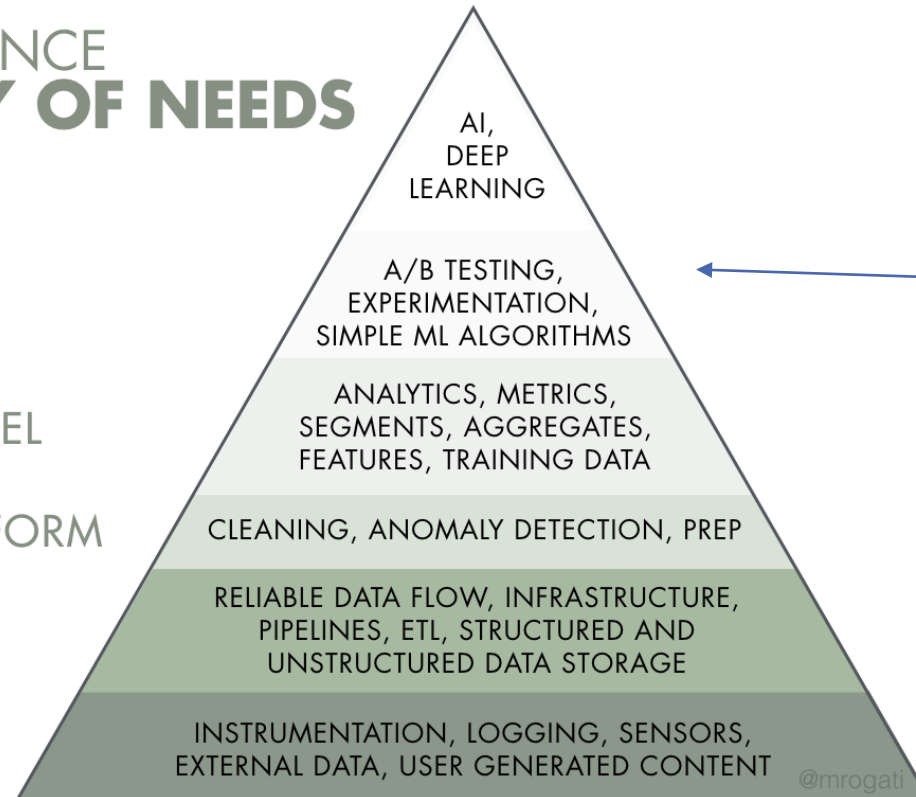 NCE
Y OF NEEDS
AI,
DEEP
LEARNING
A/B TESTING,
EXPERIMENTATION,
SIMPLE ML ALGORITHMS
EL
ANALYTICS, METRICS,
SEGMENTS, AGGREGATES,
FEATURES, TRAINING DATA
FORM
CLEANING, ANOMALY DETECTION, PREP
RELIABLE DATA FLOW, INFRASTRUCTURE,
PIPELINES, ETL, STRUCTURED AND
UNSTRUCTURED DATA STORAGE
INSTRUMENTATION, LOGGING, SENSORS,
EXTERNAL DATA, USER GENERATED CONTENT
@mrogati